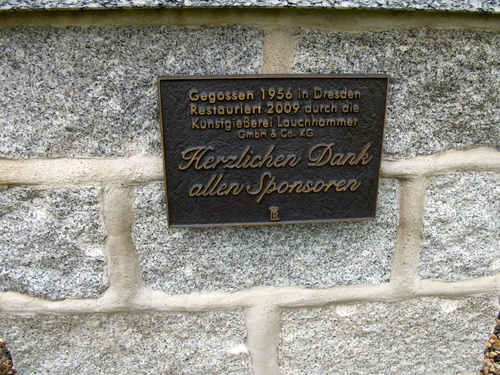 Gegossen 1956 in Dresden
Restauriert 2009 durch die
Kunstgießerei Lauchhammer
GmbH & Co. KG
Herzlichen Dank
allen Sponsoren